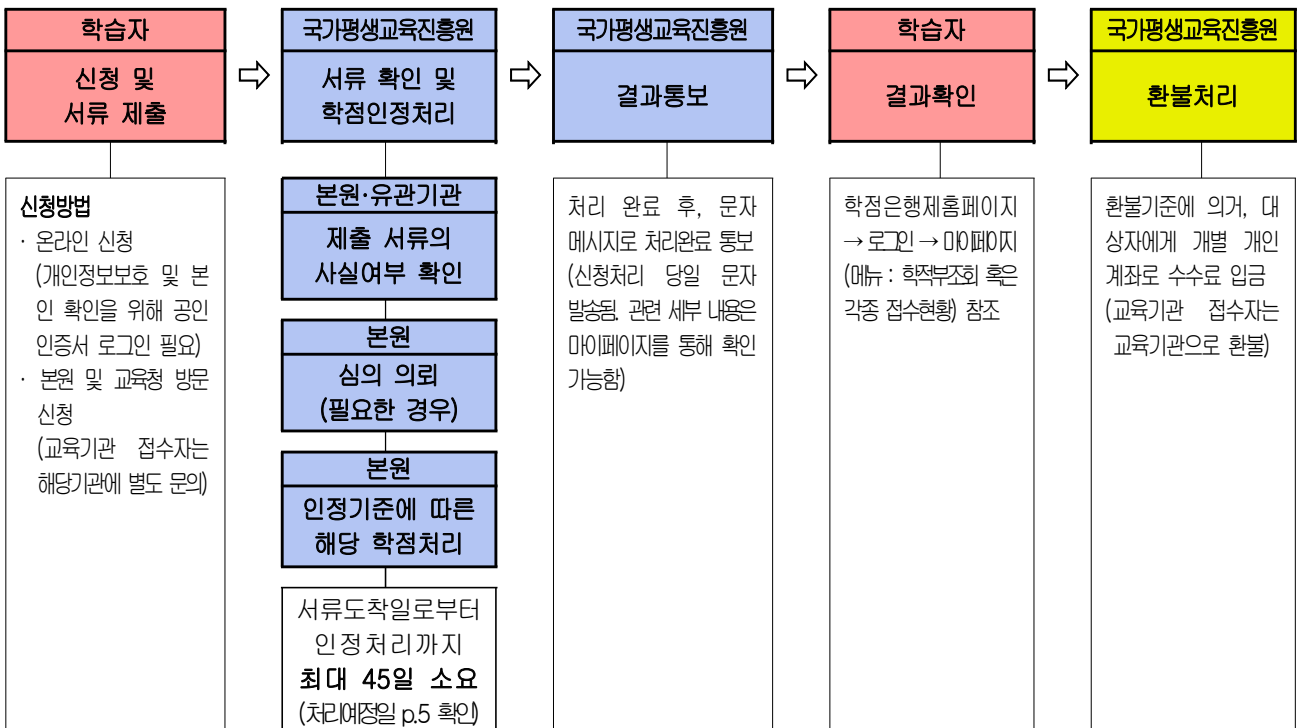 학습자
신청 및
서류 제출
국가평생교육진흥원
서류 확인 및
학점인정처리
국가평생교육진흥원
결과통보
학습자
결과확인
국가평생교육진흥원
환불처리
신청방법
· 온라인 신청
(개인정보보호 및 본
인 확인을 위해 공인
인증서 로그인 필요)
· 본원 및 교육청 방문
신청
(교육기관 접수자는
해당기관에 별도 문의)
본원·유관기관
제출 서류의
사실여부 확인
본원
심의 의뢰
(필요한 경우)
본원
인정기준에 따른
해당 학점처리
서류도착일로부터
인정처리까지
최대 45일 소요
(처리예정일 p.5 확인)
처리 완료 후, 문자
메시지로 처리완료 통보
(신청처리 당일 문자
발송됨. 관련 세부 내용은
마이페이지를 통해 확인
가능함)
학점은행제홈페이지
→ 로그인 → 마이페이지
(메뉴 : 학적부조회 혹은
각종 접수현황) 참조
환불기준에 의거, 대
상자에게 개별 개인
계좌로 수수료 입금
(교육기관 접수자는
교육기관으로 환불)